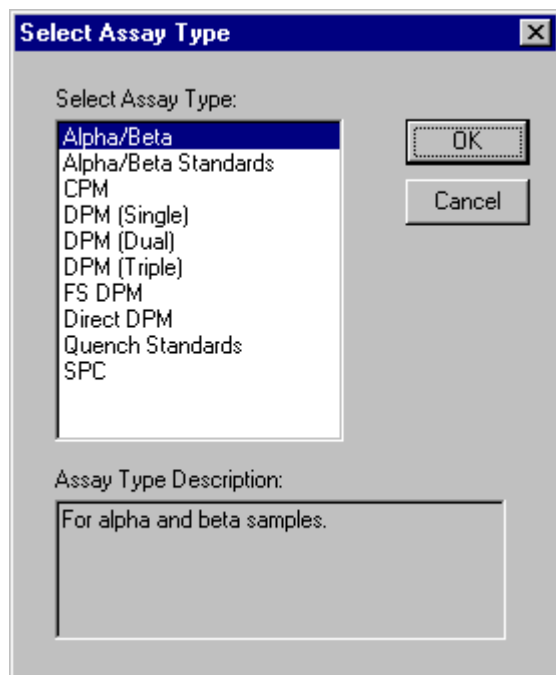 Select Assay Type
Select Assay Type:
Alpha/Beta
Alpha/Beta Standards
CPM
DPM (Single)
DPM (Dual)
DPM (Triple)
FS DPM
Direct DPM
Quench Standards
SPC
OK
Cancel
Assay Type Description:
For alpha and beta samples.